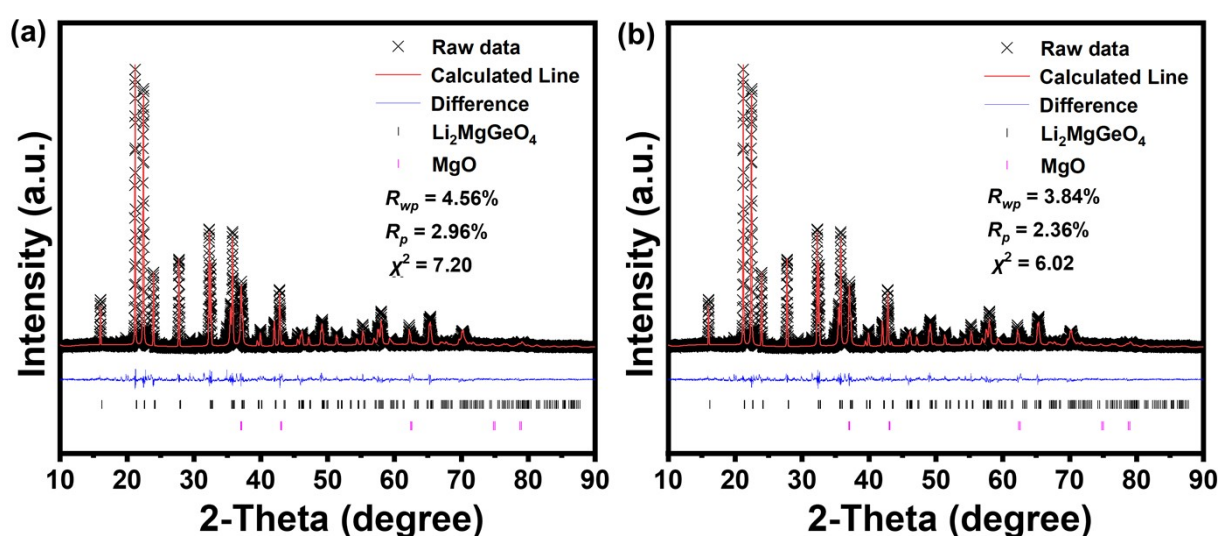 (a)
Raw data
Calculated Line
Difference
Li₂MgGeO₄
MgO
Rwp = 4.56%
Rp = 2.96%
χ² = 7.20
Intensity (a.u.)
10 20 30 40 50 60 70 80 90
2-Theta (degree)
(b)
Raw data
Calculated Line
Difference
Li₂MgGeO₄
MgO
Rwp = 3.84%
Rp = 2.36%
χ² = 6.02
Intensity (a.u.)
10 20 30 40 50 60 70 80 90
2-Theta (degree)